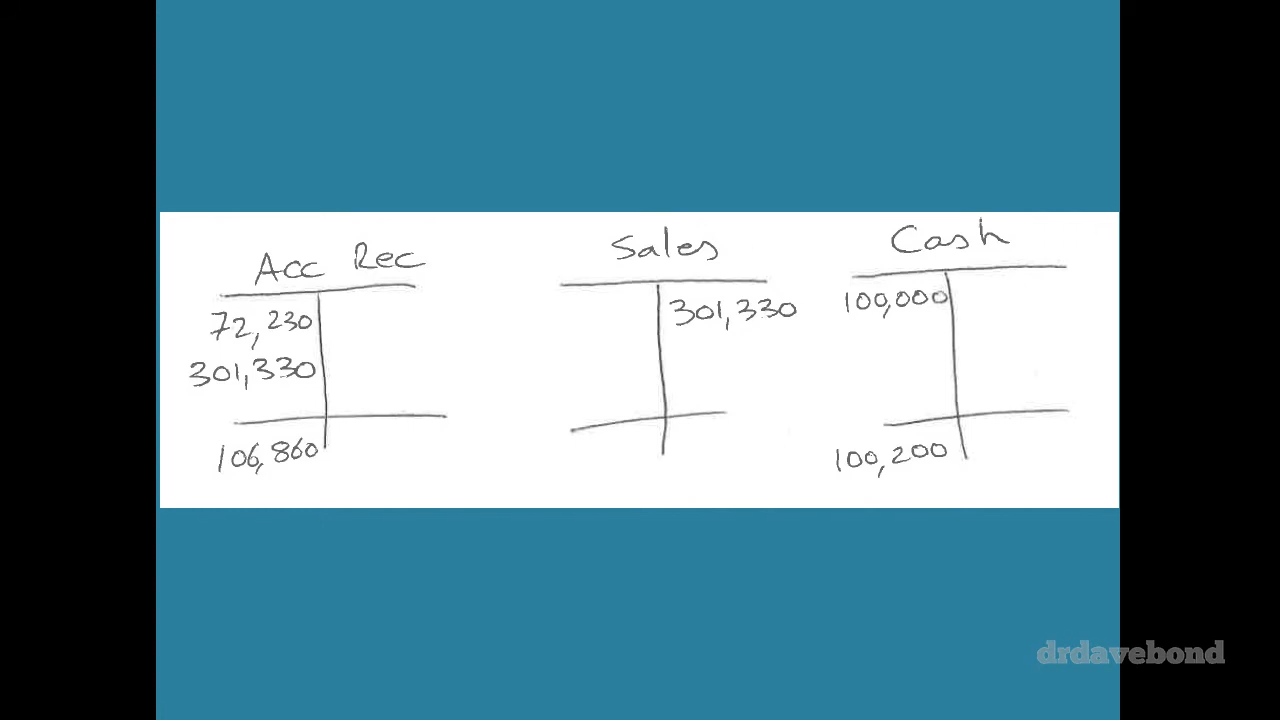 Acc Rec
72,230
301,330
106,860
Sales
301,330
Cash
100,000
100,200
drdavebond